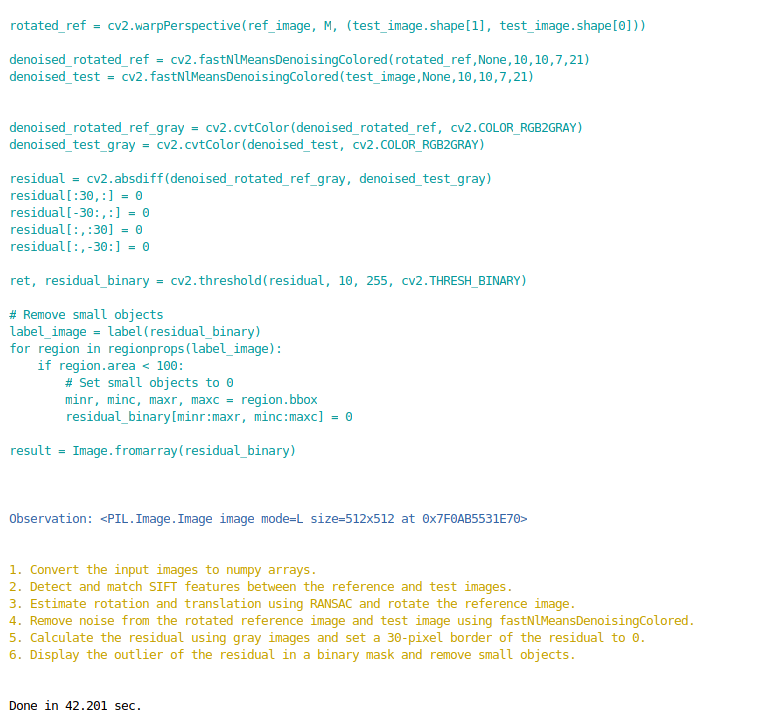 rotated_ref = cv2.warpPerspective(ref_image, M, (test_image.shape[1], test_image.shape[0]))
denoised_rotated_ref = cv2.fastNlMeansDenoisingColored(rotated_ref,None,10,10,7,21)
denoised_test = cv2.fastNlMeansDenoisingColored(test_image,None,10,10,7,21)
denoised_rotated_ref_gray = cv2.cvtColor(denoised_rotated_ref, cv2.COLOR_RGB2GRAY)
denoised_test_gray = cv2.cvtColor(denoised_test, cv2.COLOR_RGB2GRAY)
residual = cv2.absdiff(denoised_rotated_ref_gray, denoised_test_gray)
residual[:30,:] = 0
residual[-30:,:] = 0
residual[:,:30] = 0
residual[:,-30:] = 0
ret, residual_binary = cv2.threshold(residual, 10, 255, cv2.THRESH_BINARY)
# Remove small objects
label_image = label(residual_binary)
for region in regionprops(label_image):
    if region.area < 100:
        # Set small objects to 0
        minr, minc, maxr, maxc = region.bbox
        residual_binary[minr:maxr, minc:maxc] = 0
result = Image.fromarray(residual_binary)
Observation: <PIL.Image.Image image mode=L size=512x512 at 0x7F0AB5531E70>
1. Convert the input images to numpy arrays.
2. Detect and match SIFT features between the reference and test images.
3. Estimate rotation and translation using RANSAC and rotate the reference image.
4. Remove noise from the rotated reference image and test image using fastNlMeansDenoisingColored.
5. Calculate the residual using gray images and set a 30-pixel border of the residual to 0.
6. Display the outlier of the residual in a binary mask and remove small objects.
Done in 42.201 sec.